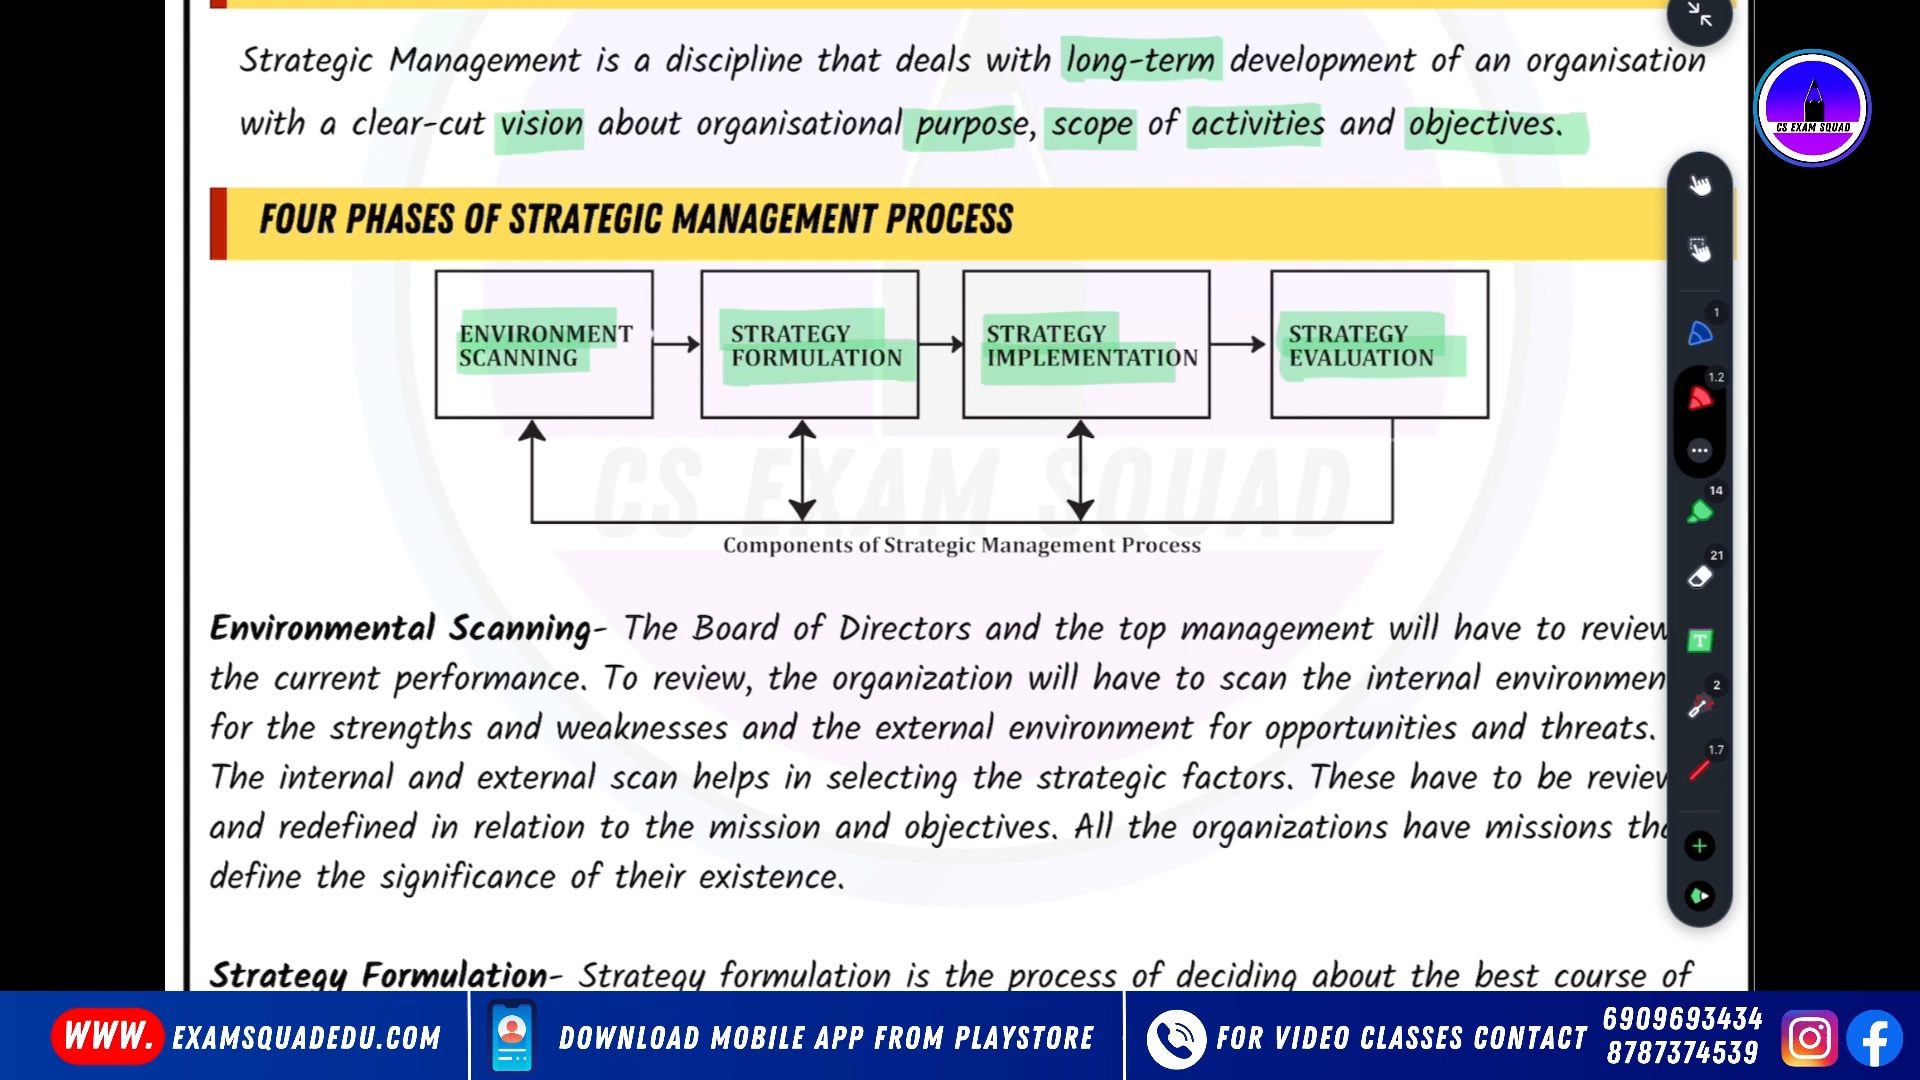 Strategic Management is a discipline that deals with long-term development of an organisation
with a clear-cut vision about organisational purpose, scope of activities and objectives.
CS EXAM SQUAD
FOUR PHASES OF STRATEGIC MANAGEMENT PROCESS
ENVIRONMENT
SCANNING
STRATEGY
FORMULATION
STRATEGY
IMPLEMENTATION
STRATEGY
EVALUATION
CS EXAM SQUAD
Components of Strategic Management Process
Environmental Scanning- The Board of Directors and the top management will have to review
the current performance. To review, the organization will have to scan the internal environmen
for the strengths and weaknesses and the external environment for opportunities and threats.
The internal and external scan helps in selecting the strategic factors. These have to be review
and redefined in relation to the mission and objectives. All the organizations have missions tha
define the significance of their existence.
Strategy Formulation- Strategy formulation is the process of deciding about the best course of
1
1.2
14
21
T
2
1.7
WWW. EXAMSQUADEDU.COM
DOWNLOAD MOBILE APP FROM PLAYSTORE
FOR VIDEO CLASSES CONTACT
6909693434
8787374539